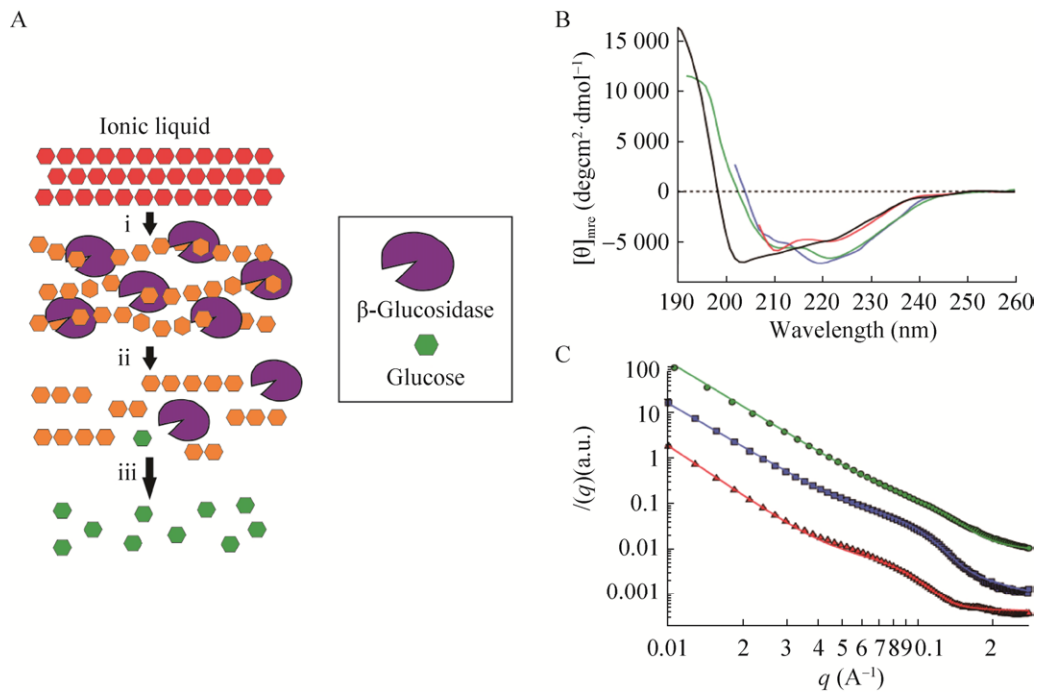 A
Ionic liquid
i
ii
iii
β-Glucosidase
Glucose
B
[θ]mre (degcm²·dmol⁻¹)
15 000
10 000
5 000
0
−5 000
190 200 210 220 230 240 250 260
Wavelength (nm)
C
I(q)(a.u.)
100
10
1
0.1
0.01
0.001
0.01 2 3 4 5 6 7 8 9 0.1 2
q (A⁻¹)